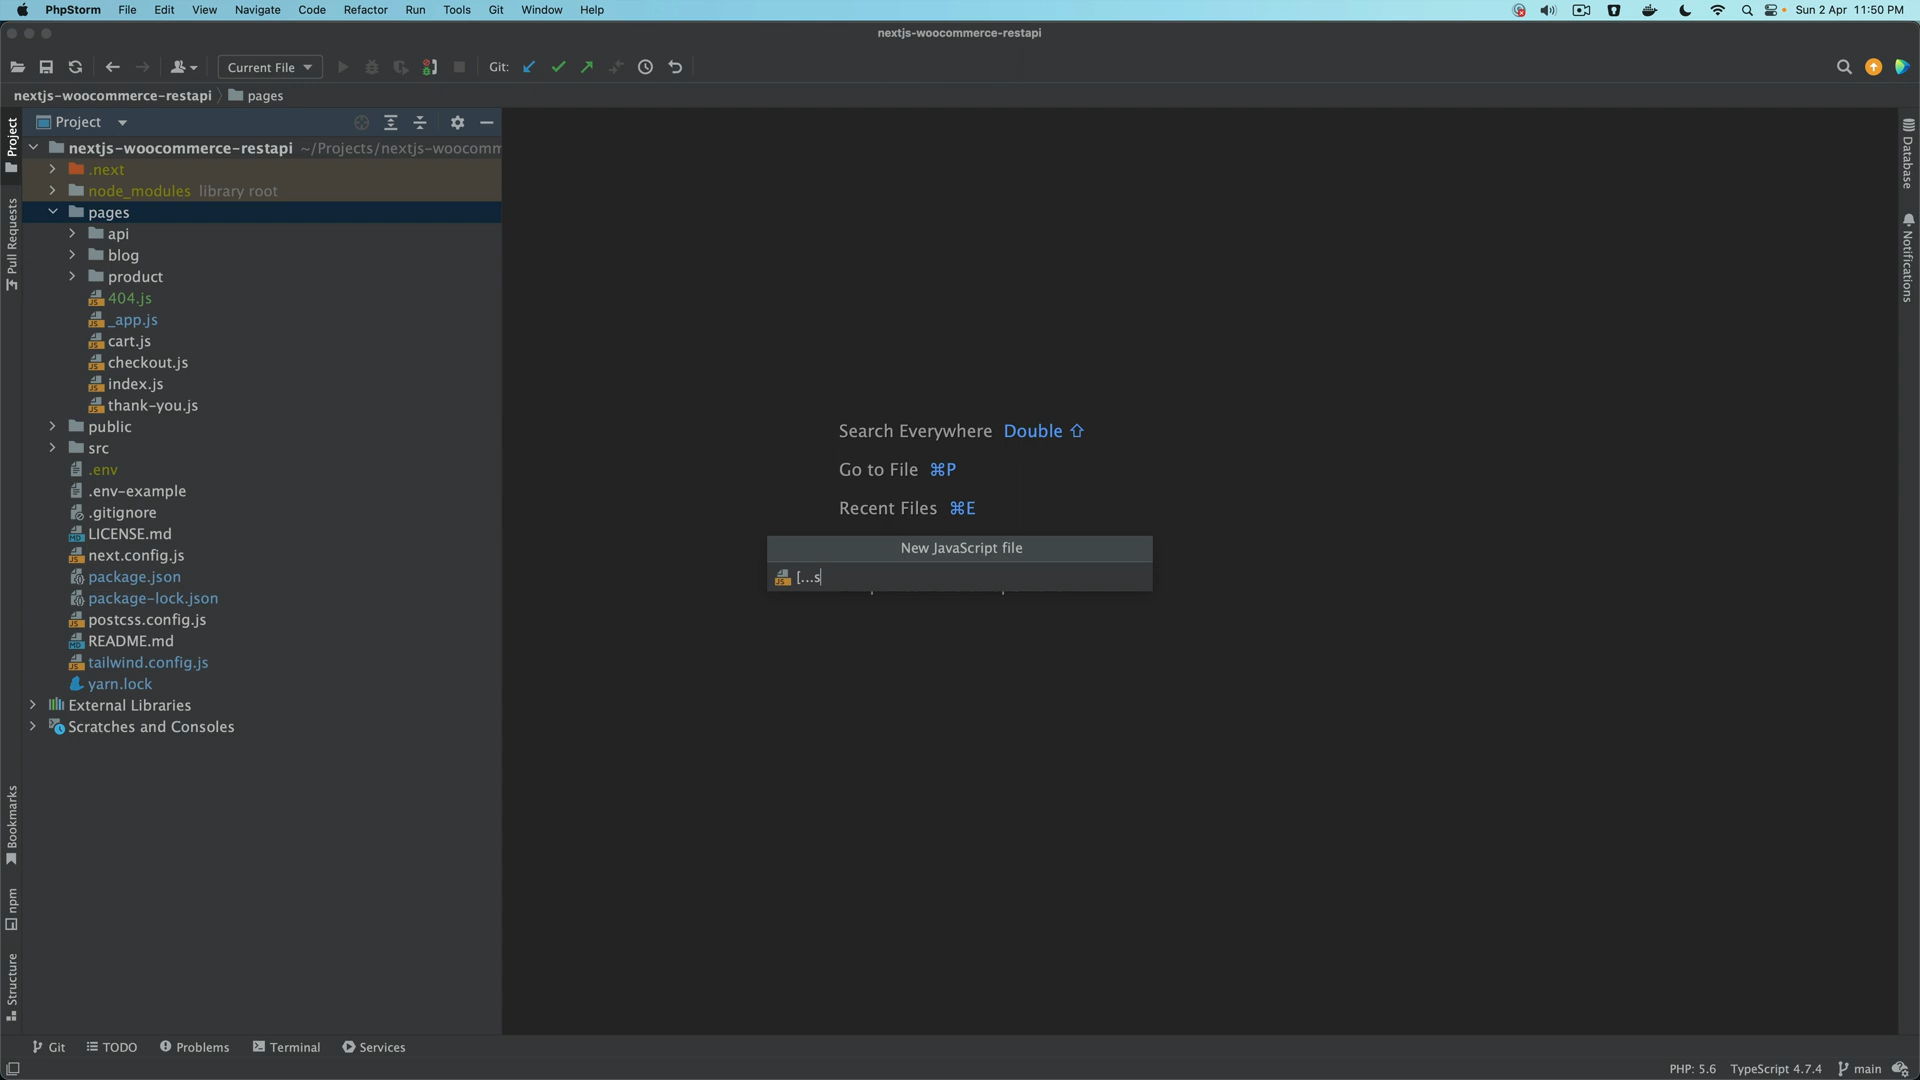 PhpStorm File Edit View Navigate Code Refactor Run Tools Git Window Help
Sun 2 Apr 11:50 PM
nextjs-woocommerce-restapi
Current File
Git:
nextjs-woocommerce-restapi
pages
Project
nextjs-woocommerce-restapi ~/Projects/nextjs-woocomm
.next
node_modules library root
pages
api
blog
product
404.js
_app.js
cart.js
checkout.js
index.js
thank-you.js
public
src
.env
.env-example
.gitignore
LICENSE.md
next.config.js
package.json
package-lock.json
postcss.config.js
README.md
tailwind.config.js
yarn.lock
External Libraries
Scratches and Consoles
Project
Pull Requests
Bookmarks
npm
Structure
Search Everywhere Double ⇧
Go to File ⌘P
Recent Files ⌘E
New JavaScript file
[...s
Database
Notifications
Git
TODO
Problems
Terminal
Services
PHP: 5.6
TypeScript 4.7.4
main